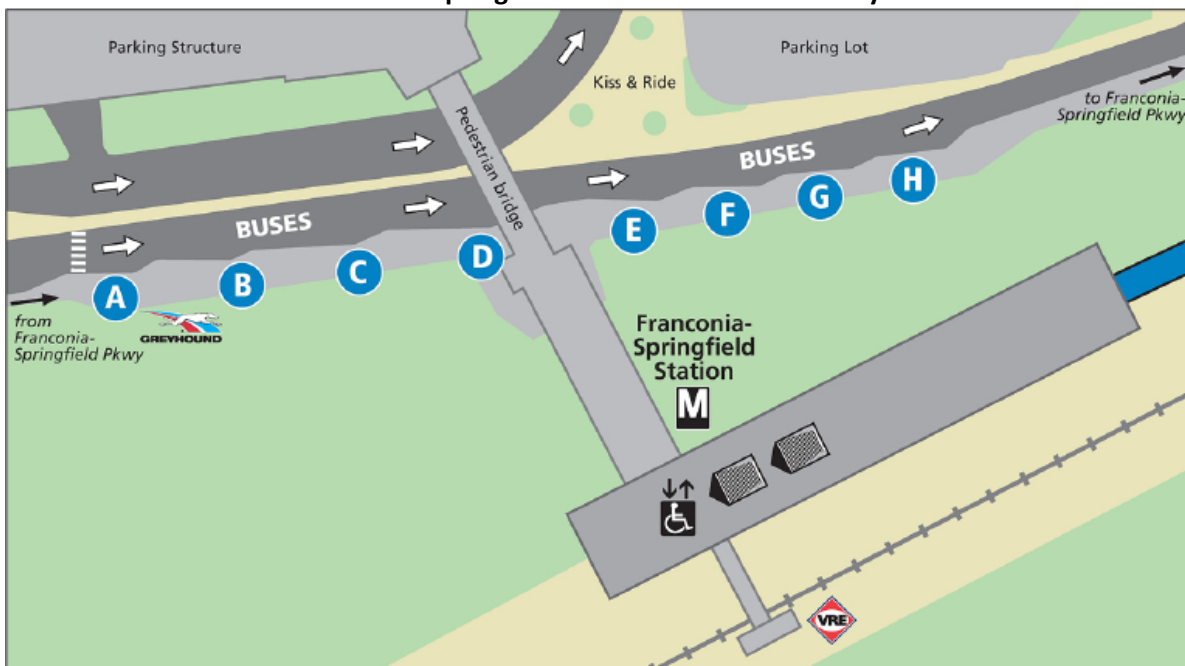 Parking Structure
Parking Lot
Kiss & Ride
to Franconia-
Springfield Pkwy
Pedestrian bridge
BUSES
BUSES
A
B
C
D
E
F
G
H
from
Franconia-
Springfield Pkwy
GREYHOUND
Franconia-
Springfield
Station
M
VRE